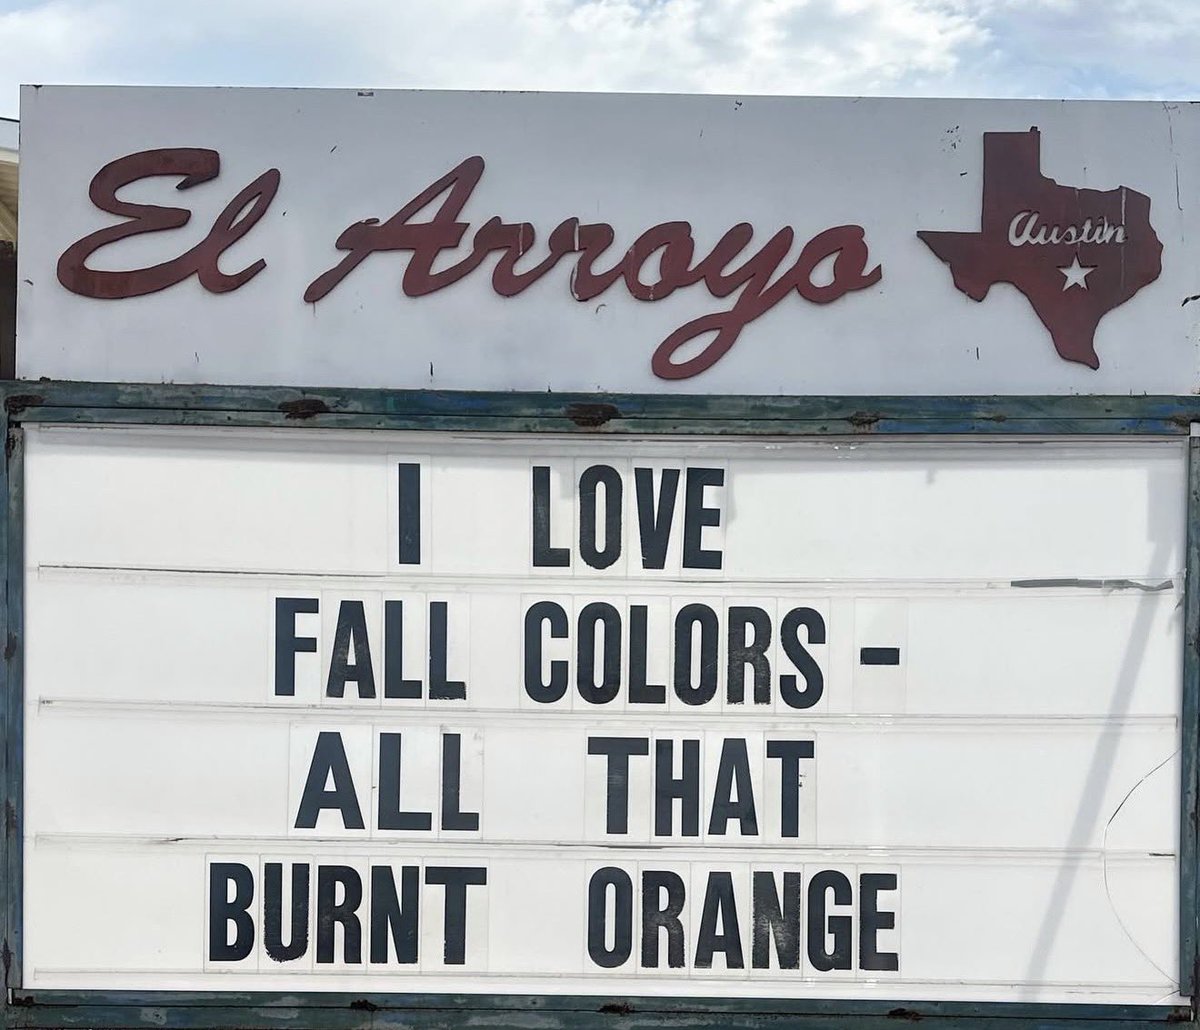 El Arroyo
Austin
I LOVE
FALL COLORS -
ALL THAT
BURNT ORANGE